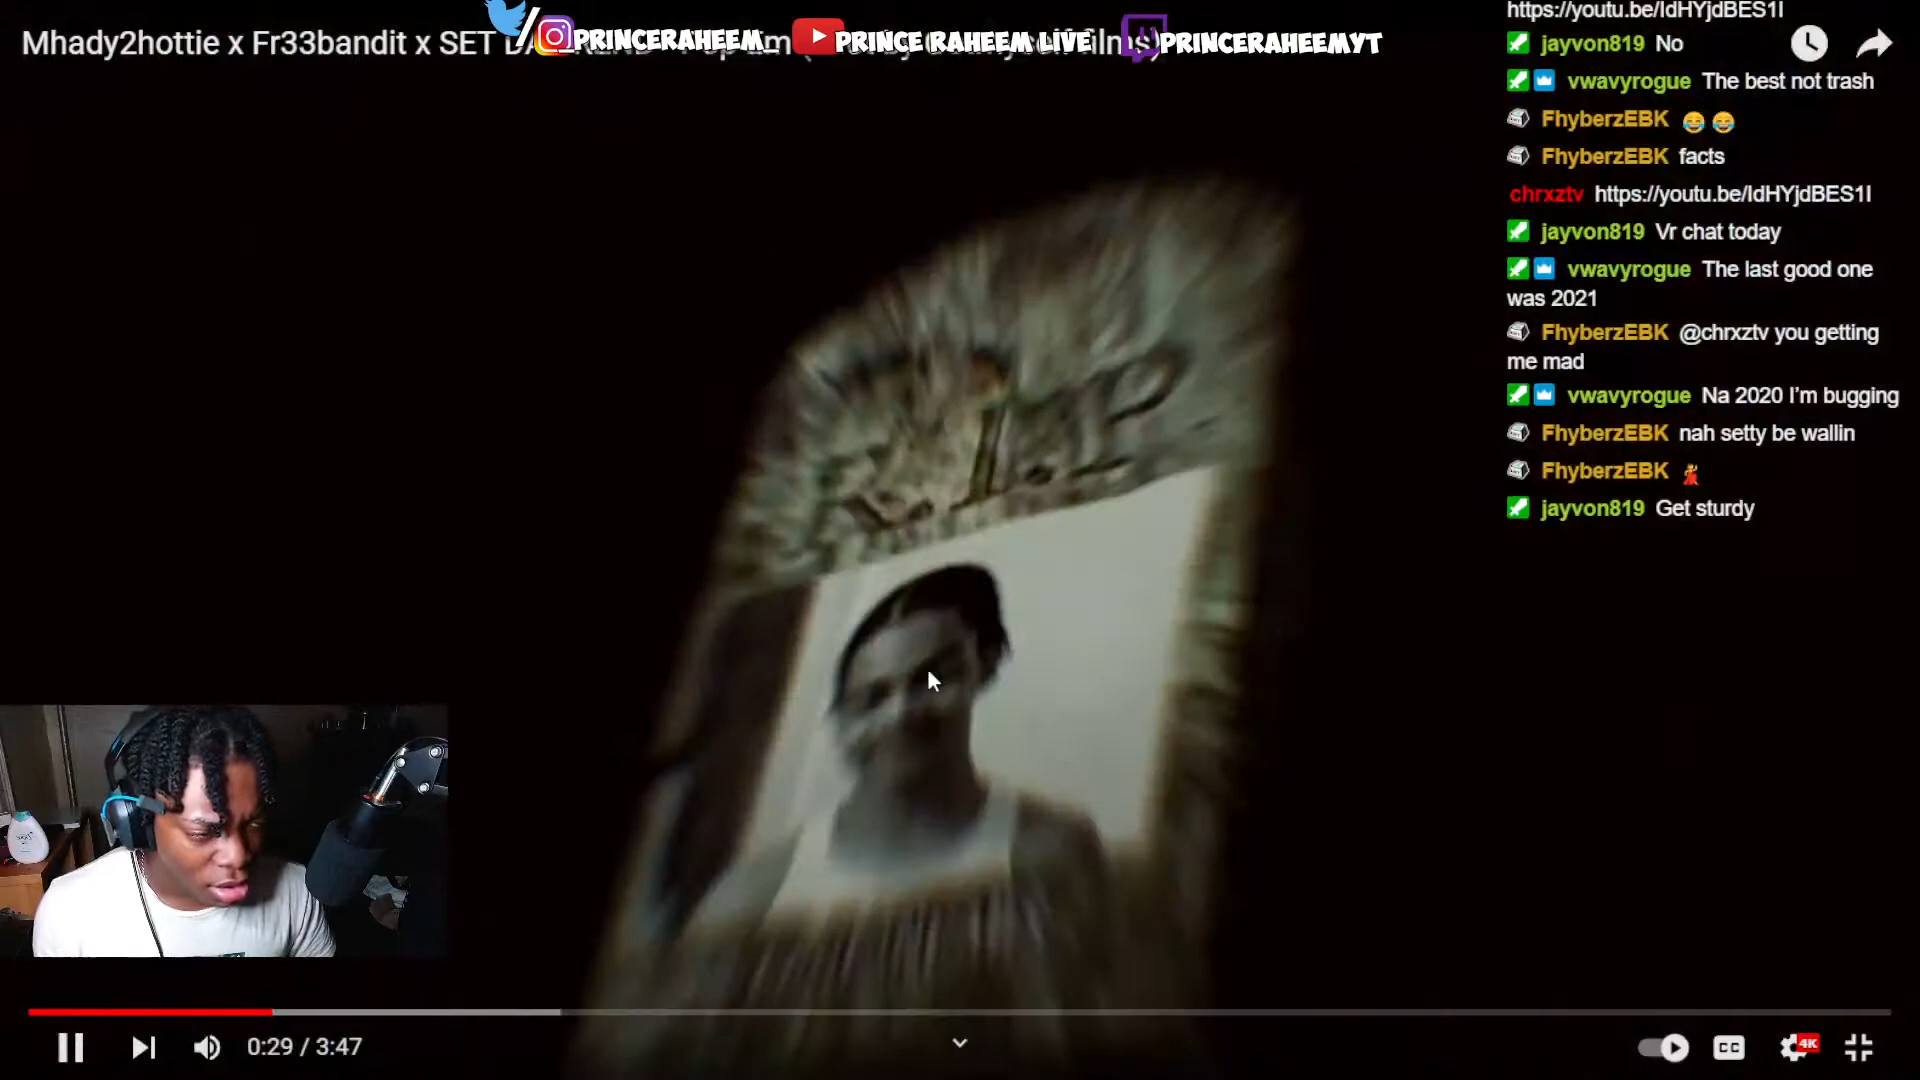 https://youtu.be/IdHYjdBES1I
Mhady2hottie x Fr33bandit x SET
PRINCERAHEEM
PRINCE RAHEEM LIVE
PRINCERAHEEMYT
jayvon819 No
vwavyrogue The best not trash
FhyberzEBK 😂 😂
FhyberzEBK facts
chrxztv https://youtu.be/IdHYjdBES1I
jayvon819 Vr chat today
vwavyrogue The last good one
was 2021
FhyberzEBK @chrxztv you getting
me mad
vwavyrogue Na 2020 I'm bugging
FhyberzEBK nah setty be wallin
FhyberzEBK 💃
jayvon819 Get sturdy
R.I.P
0:29 / 3:47
CC
4K